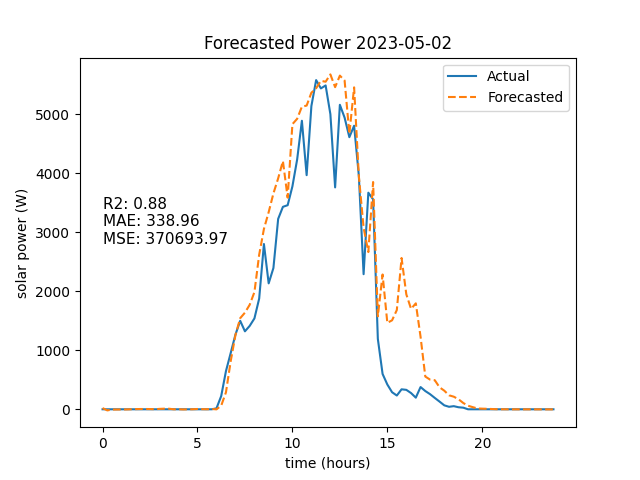 Forecasted Power 2023-05-02
Actual
Forecasted
R2: 0.88
MAE: 338.96
MSE: 370693.97
solar power (W)
5000
4000
3000
2000
1000
0
0 5 10 15 20
time (hours)